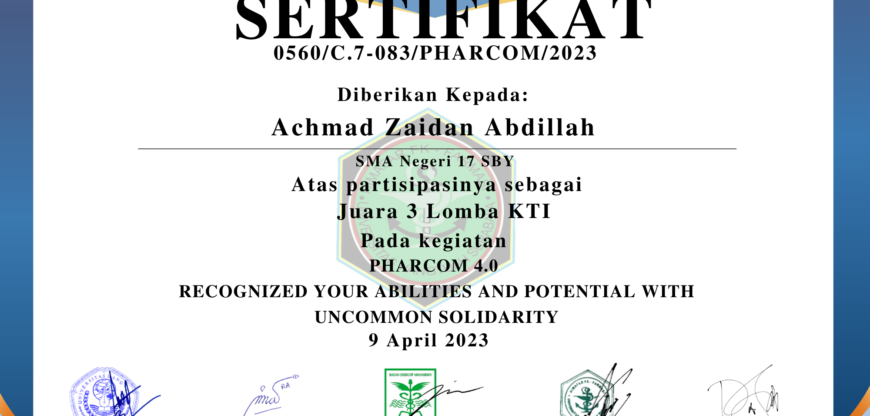 SERTIFIKAT
0560/C.7-083/PHARCOM/2023
Diberikan Kepada:
Achmad Zaidan Abdillah
SMA Negeri 17 SBY
Atas partisipasinya sebagai
Juara 3 Lomba KTI
Pada kegiatan
PHARCOM 4.0
RECOGNIZED YOUR ABILITIES AND POTENTIAL WITH
UNCOMMON SOLIDARITY
9 April 2023